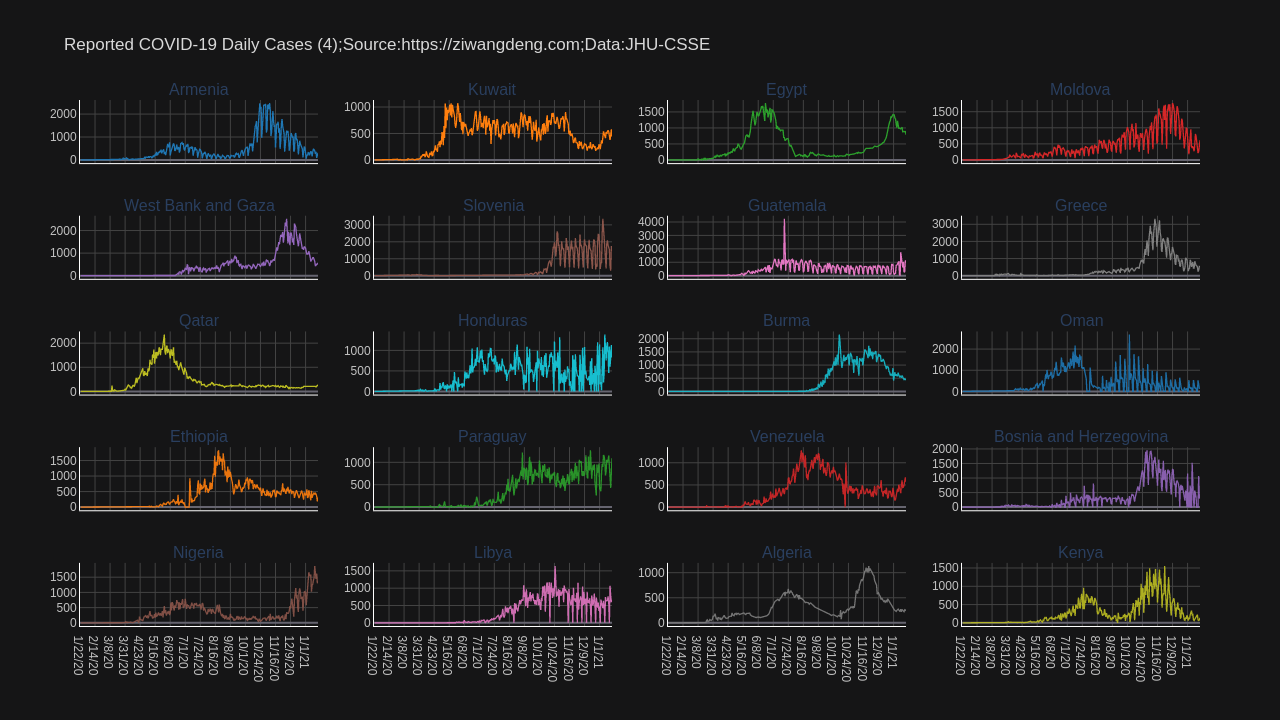 Reported COVID-19 Daily Cases (4);Source:https://ziwangdeng.com;Data:JHU-CSSE
Armenia
2000
1000
0
Kuwait
1000
500
0
Egypt
1500
1000
500
0
Moldova
1500
1000
500
0
West Bank and Gaza
2000
1000
0
Slovenia
3000
2000
1000
0
Guatemala
4000
3000
2000
1000
0
Greece
3000
2000
1000
0
Qatar
2000
1000
0
Honduras
1000
500
0
Burma
2000
1500
1000
500
0
Oman
2000
1000
0
Ethiopia
1500
1000
500
0
Paraguay
1000
500
0
Venezuela
1000
500
0
Bosnia and Herzegovina
2000
1500
1000
500
0
Nigeria
1500
1000
500
0
Libya
1500
1000
500
0
Algeria
1000
500
0
Kenya
1500
1000
500
0
1/22/20 2/14/20 3/8/20 3/31/20 4/23/20 5/16/20 6/8/20 7/1/20 7/24/20 8/16/20 9/8/20 10/1/20 10/24/20 11/16/20 12/9/20 1/1/21
1/22/20 2/14/20 3/8/20 3/31/20 4/23/20 5/16/20 6/8/20 7/1/20 7/24/20 8/16/20 9/8/20 10/1/20 10/24/20 11/16/20 12/9/20 1/1/21
1/22/20 2/14/20 3/8/20 3/31/20 4/23/20 5/16/20 6/8/20 7/1/20 7/24/20 8/16/20 9/8/20 10/1/20 10/24/20 11/16/20 12/9/20 1/1/21
1/22/20 2/14/20 3/8/20 3/31/20 4/23/20 5/16/20 6/8/20 7/1/20 7/24/20 8/16/20 9/8/20 10/1/20 10/24/20 11/16/20 12/9/20 1/1/21